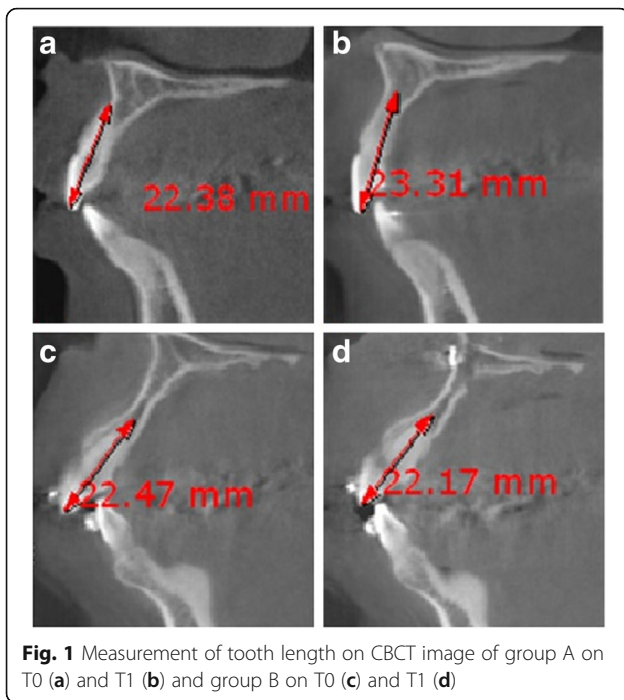 a
22.38 mm
b
23.31 mm
c
22.47 mm
d
22.17 mm
Fig. 1 Measurement of tooth length on CBCT image of group A on
T0 (a) and T1 (b) and group B on T0 (c) and T1 (d)